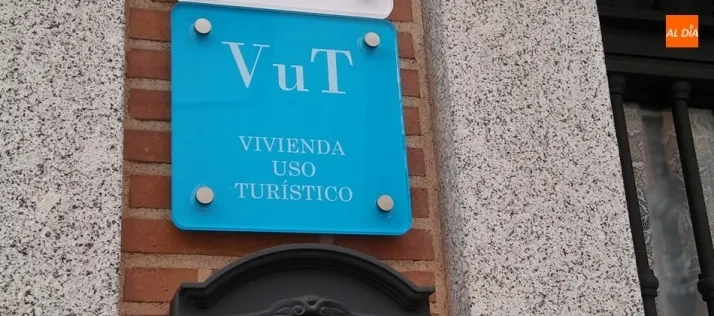 AL DÍA
VuT
VIVIENDA
USO
TURÍSTICO